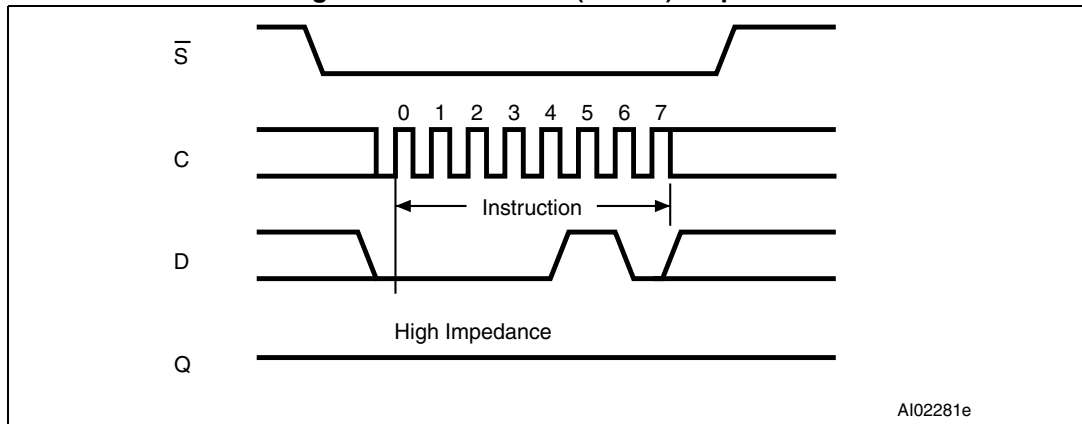 S̅
0 1 2 3 4 5 6 7
C
Instruction
D
High Impedance
Q
AI02281e